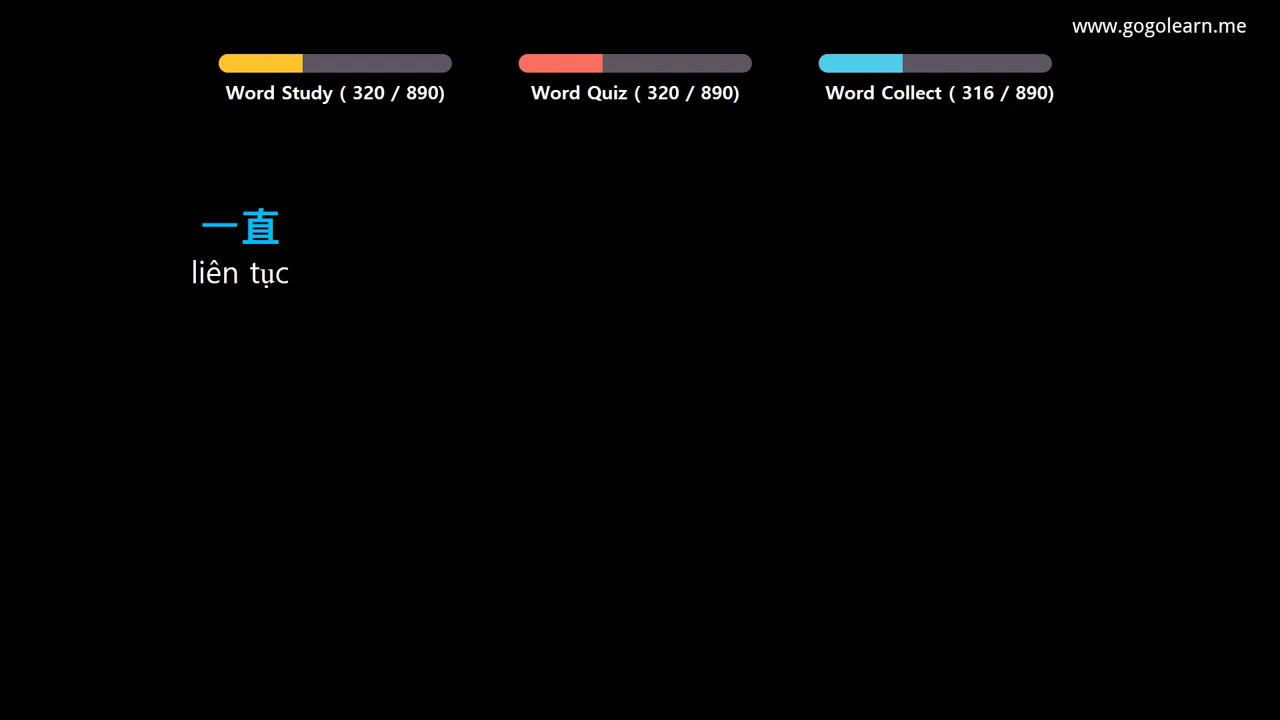 www.gogolearn.me
Word Study ( 320 / 890)
Word Quiz ( 320 / 890)
Word Collect ( 316 / 890)
一直
liên tục